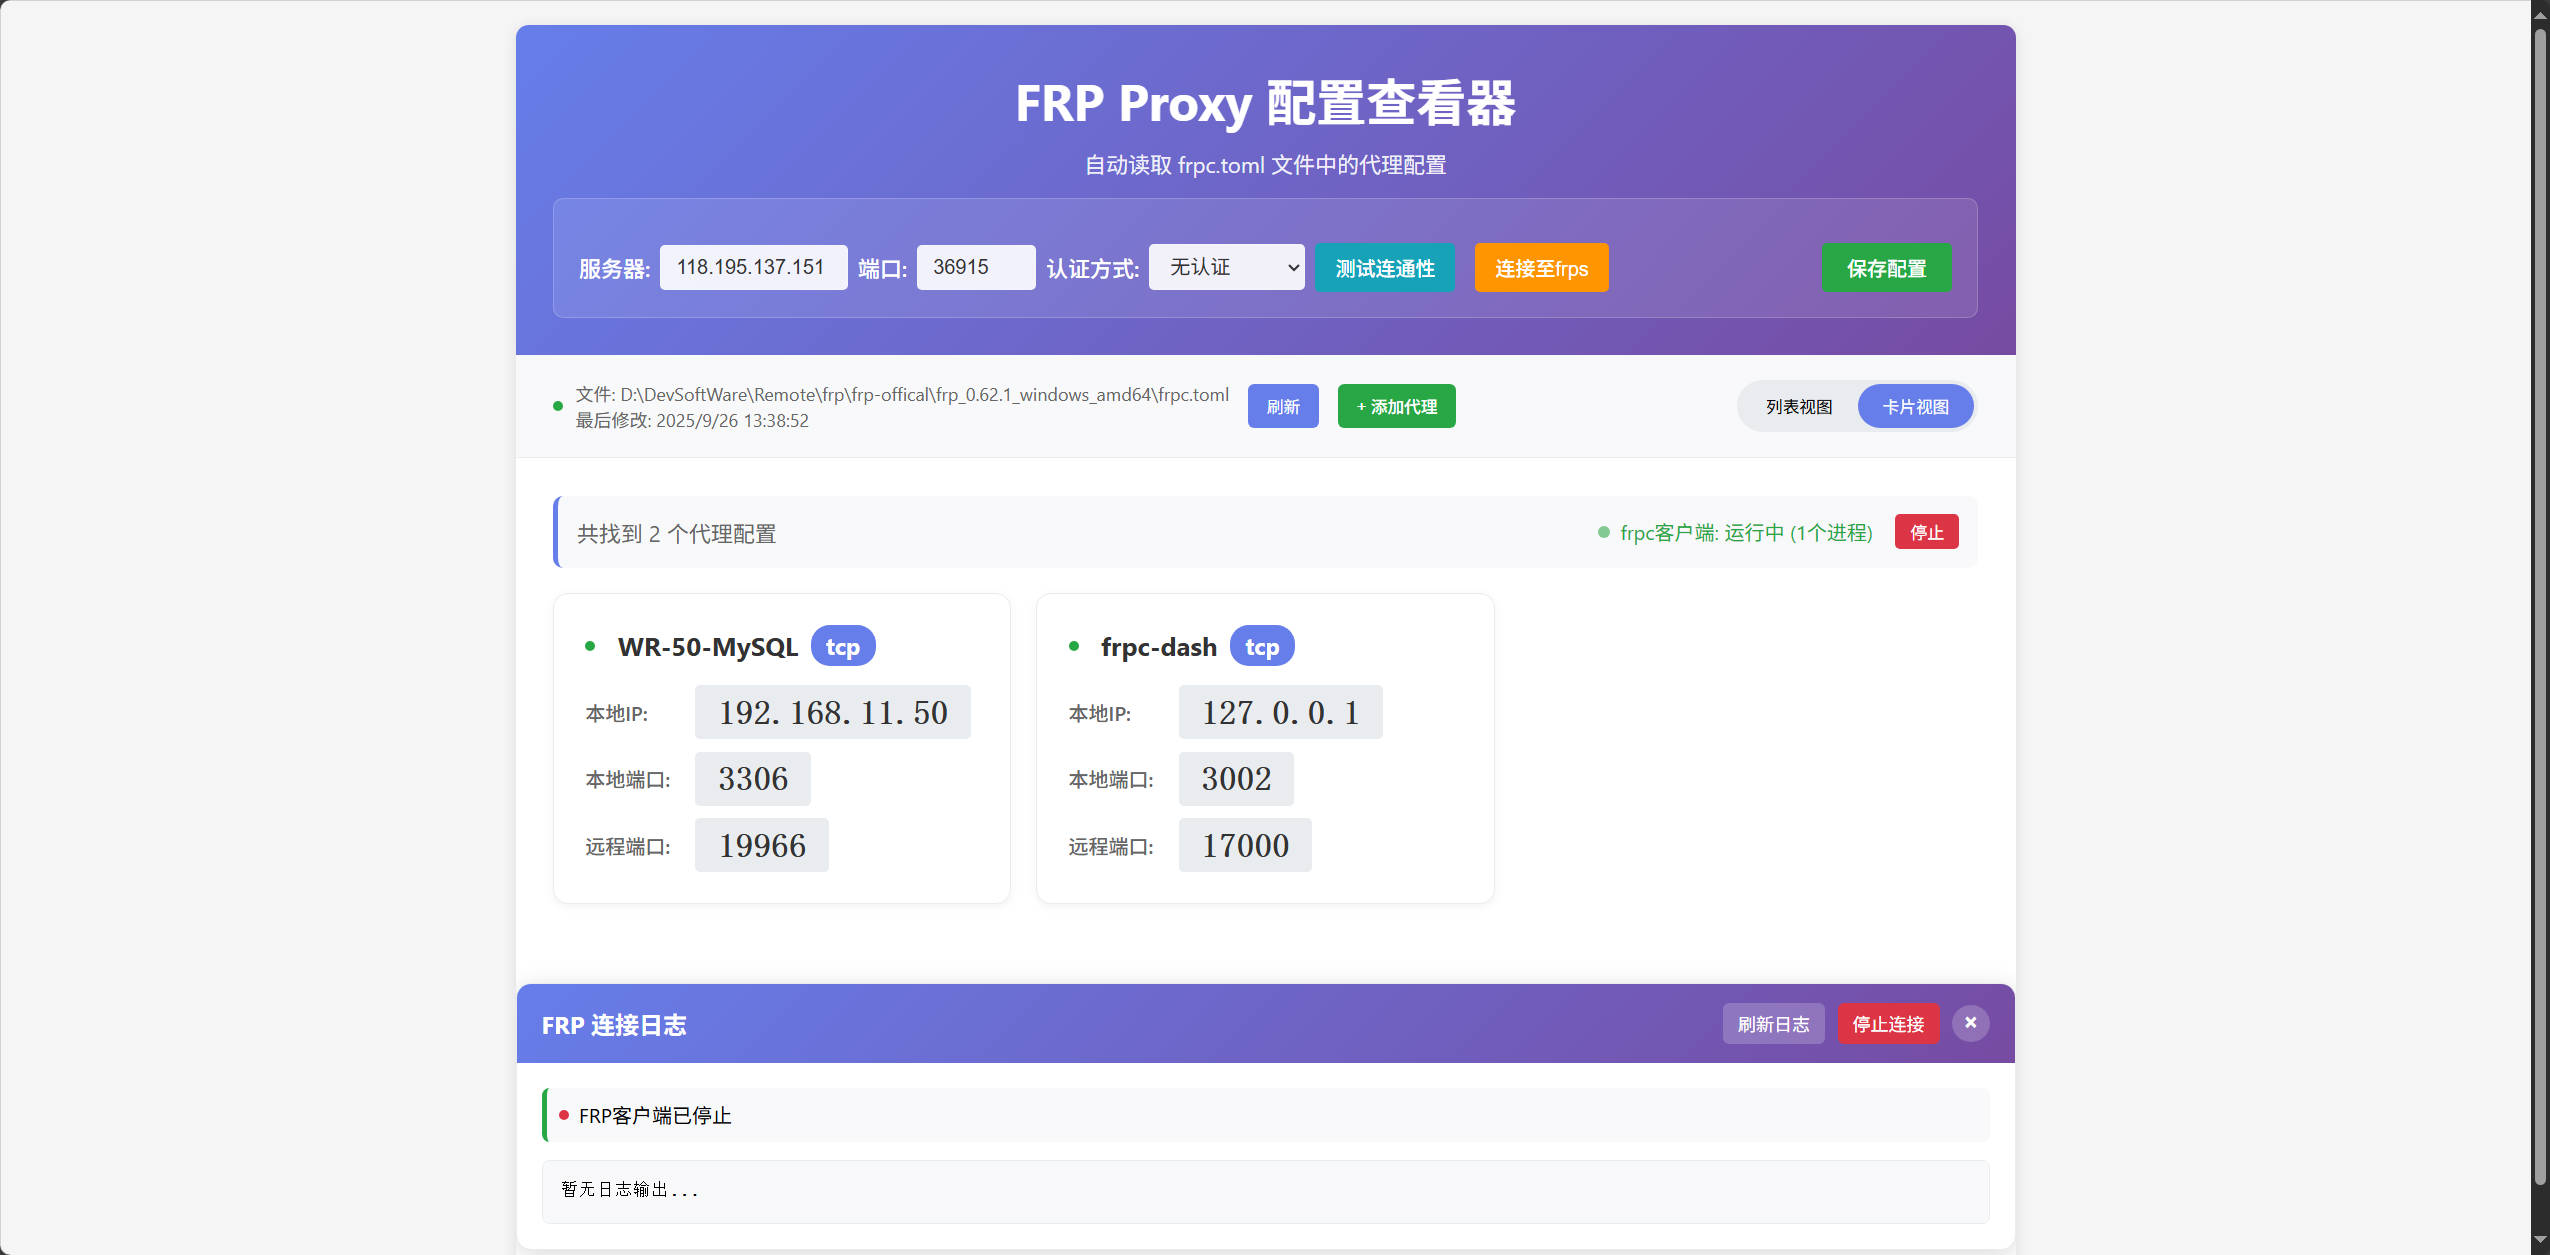 FRP Proxy 配置查看器
自动读取 frpc.toml 文件中的代理配置
服务器: 118.195.137.151 端口: 36915 认证方式: 无认证 测试连通性 连接至frps 保存配置
文件: D:\DevSoftWare\Remote\frp\frp-offical\frp_0.62.1_windows_amd64\frpc.toml
最后修改: 2025/9/26 13:38:52
刷新 + 添加代理 列表视图 卡片视图
共找到 2 个代理配置 frpc客户端: 运行中 (1个进程) 停止
WR-50-MySQL tcp
本地IP: 192.168.11.50
本地端口: 3306
远程端口: 19966
frpc-dash tcp
本地IP: 127.0.0.1
本地端口: 3002
远程端口: 17000
FRP 连接日志 刷新日志 停止连接 ×
FRP客户端已停止
暂无日志输出...